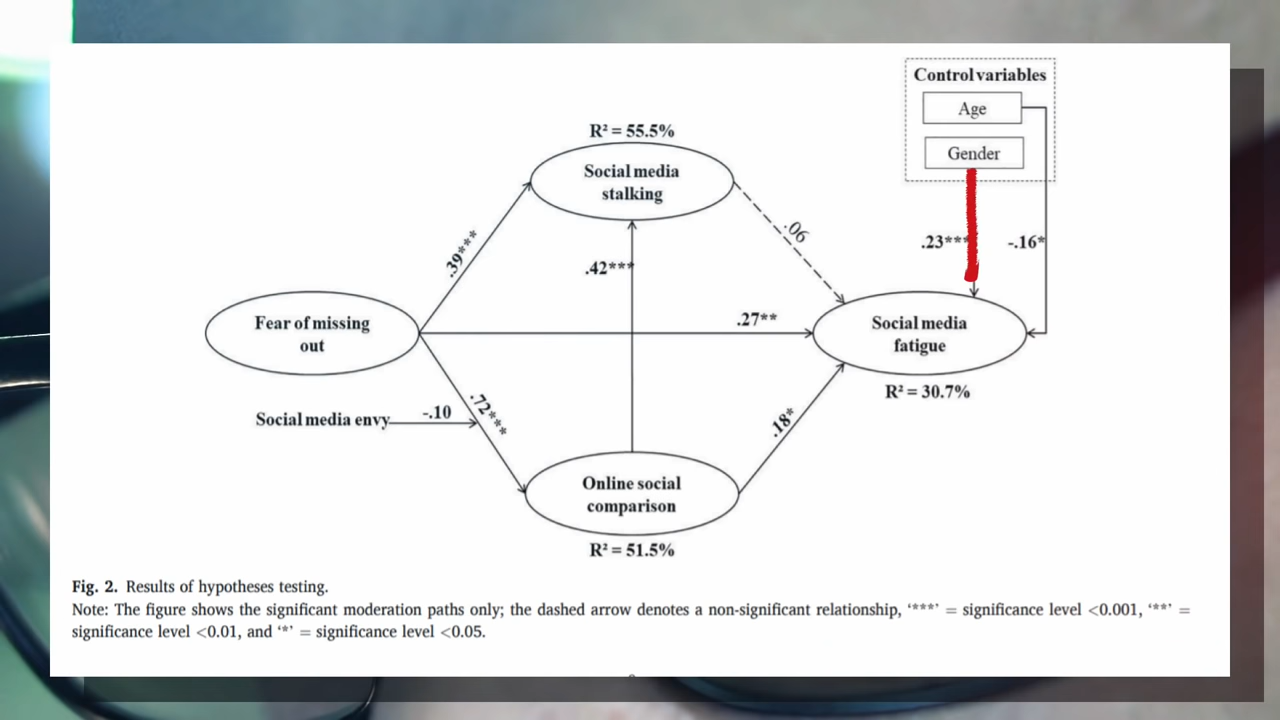 Control variables
Age
Gender
R² = 55.5%
Social media
stalking
.39***
.42***
.06
.23***
-.16*
Fear of missing
out
.27**
Social media
fatigue
R² = 30.7%
Social media envy
-.10
.72***
.18*
Online social
comparison
R² = 51.5%
Fig. 2. Results of hypotheses testing.
Note: The figure shows the significant moderation paths only; the dashed arrow denotes a non-significant relationship, ‘***’ = significance level <0.001, ‘**’ =
significance level <0.01, and ‘*’ = significance level <0.05.